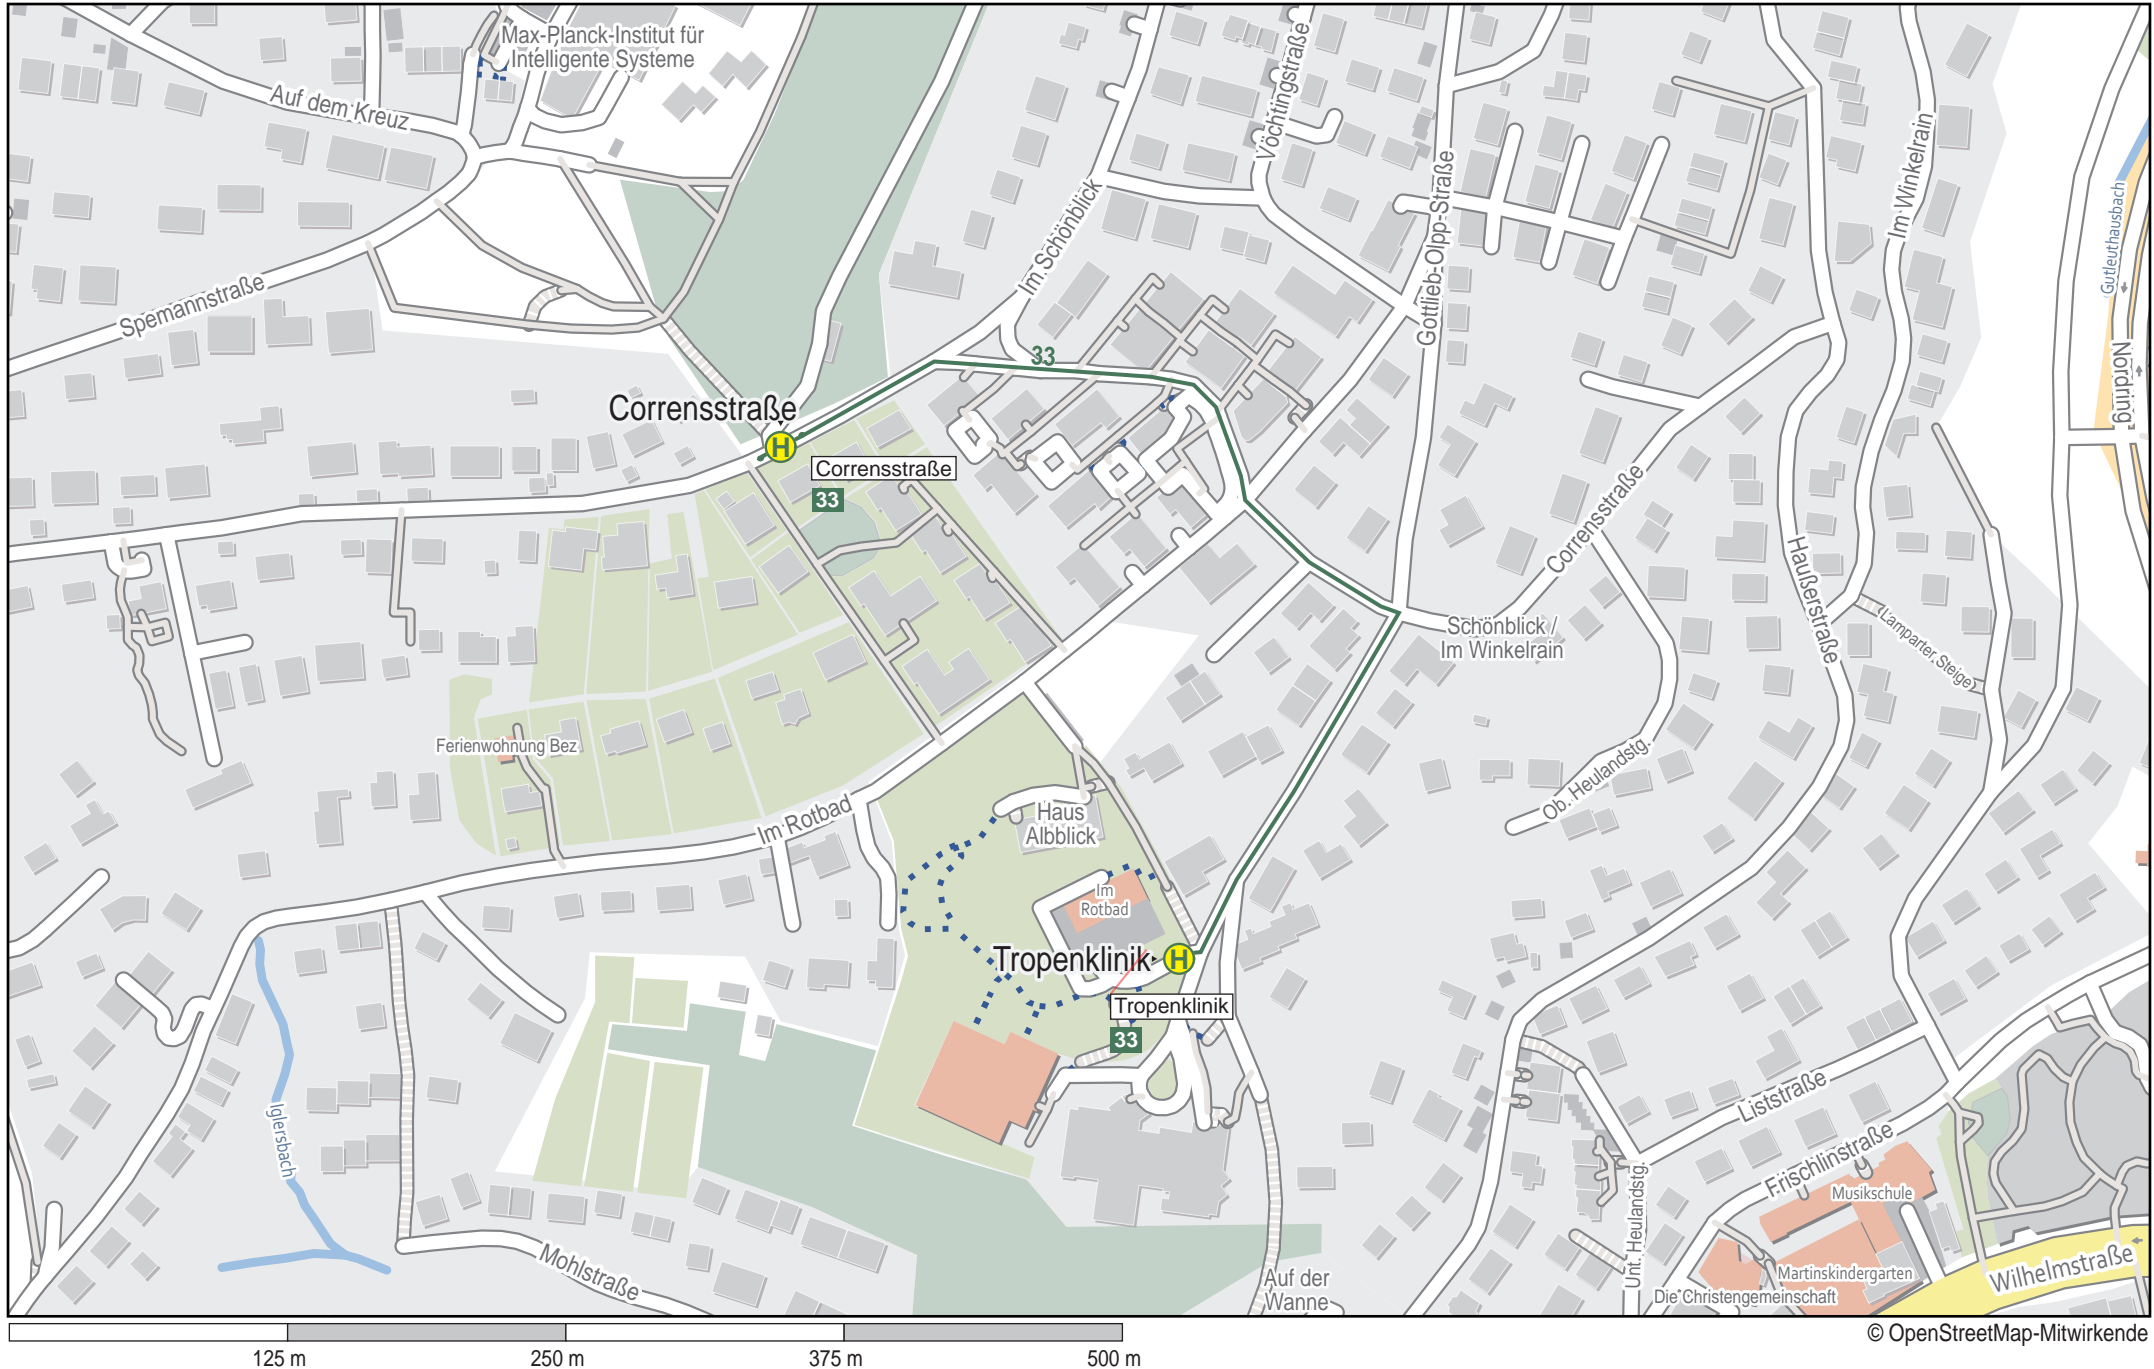 Max-Planck-Institut für
Intelligente Systeme
Auf dem Kreuz
Vöchtingstraße
Im Winkelrain
Gottlieb-Olpp-Straße
Im Schönblick
Gutleuthausbach
Spemannstraße
33
Nordring
Corrensstraße
H
Corrensstraße
33
Corrensstraße
Haußerstraße
Schönblick /
Im Winkelrain
Lamparter Steige
Ferienwohnung Bez
Ob. Heulandstg.
Im Rotbad
Haus
Albblick
Im
Rotbad
Tropenklinik
H
Tropenklinik
33
Iglersbach
Liststraße
Frischlinstraße
Musikschule
Unt. Heulandstg.
Mohlstraße
Auf der
Wanne
Martinskindergarten
Die Christengemeinschaft
Wilhelmstraße
© OpenStreetMap-Mitwirkende
125 m
250 m
375 m
500 m